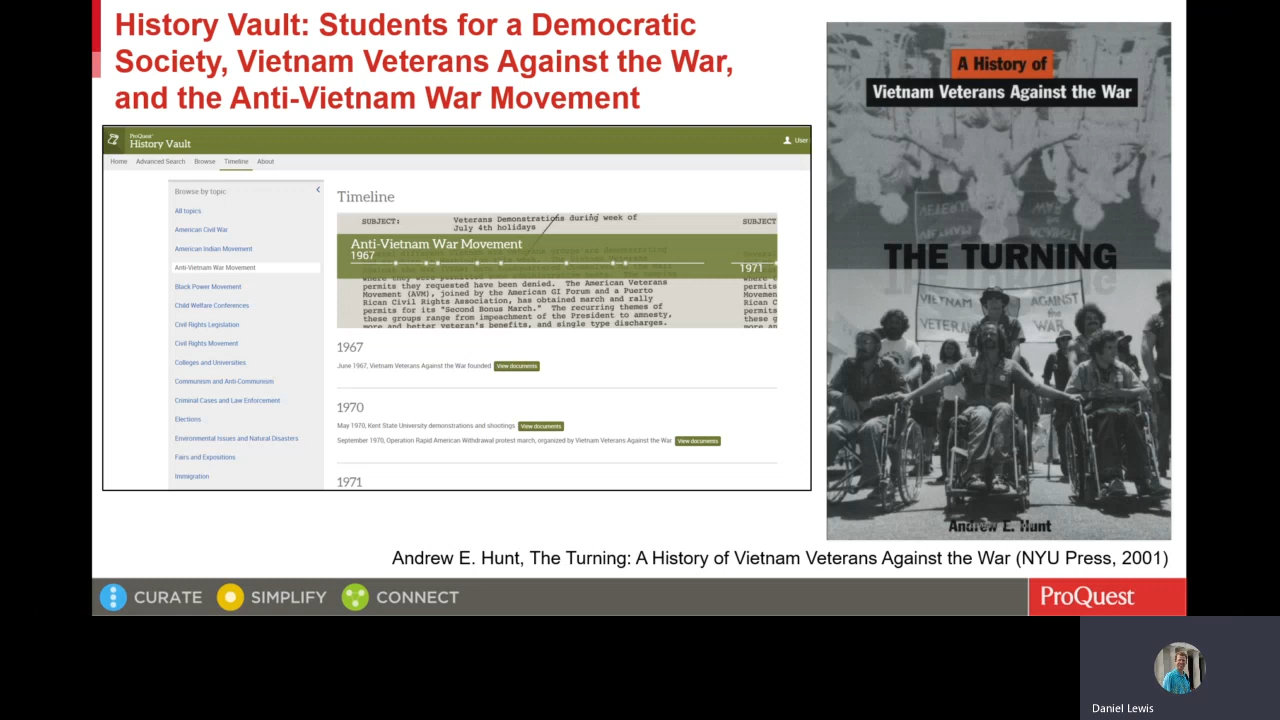 History Vault: Students for a Democratic
Society, Vietnam Veterans Against the War,
and the Anti-Vietnam War Movement
ProQuest
History Vault
User
Home Advanced Search Browse Timeline About
Browse by topic
All topics
American Civil War
American Indian Movement
Anti-Vietnam War Movement
Black Power Movement
Child Welfare Conferences
Civil Rights Legislation
Civil Rights Movement
Colleges and Universities
Communism and Anti-Communism
Criminal Cases and Law Enforcement
Elections
Environmental Issues and Natural Disasters
Fairs and Expositions
Immigration
Timeline
SUBJECT: Veterans Demonstrations during week of
July 4th holidays
SUBJECT
Anti-Vietnam War Movement
1967
1971
permits they requested have been denied. The American Veterans
Movement (AVM), joined by the American GI Forum and a Puerto
Rican Civil Rights Association, has obtained march and rally
permits for its "Second Bonus March." The recurring themes of
these groups range from impeachment of the President to amnesty,
more and better veteran's benefits, and single type discharges.
permits
Movemen
Rican C
permits
these g
more an
1967
June 1967, Vietnam Veterans Against the War founded View documents
1970
May 1970, Kent State University demonstrations and shootings View documents
September 1970, Operation Rapid American Withdrawal protest march, organized by Vietnam Veterans Against the War View documents
1971
A History of
Vietnam Veterans Against the War
THE TURNING
VIETNAM AGAINST
VETERANS THE
WAR
Andrew E. Hunt
Andrew E. Hunt, The Turning: A History of Vietnam Veterans Against the War (NYU Press, 2001)
CURATE SIMPLIFY CONNECT
ProQuest
Daniel Lewis